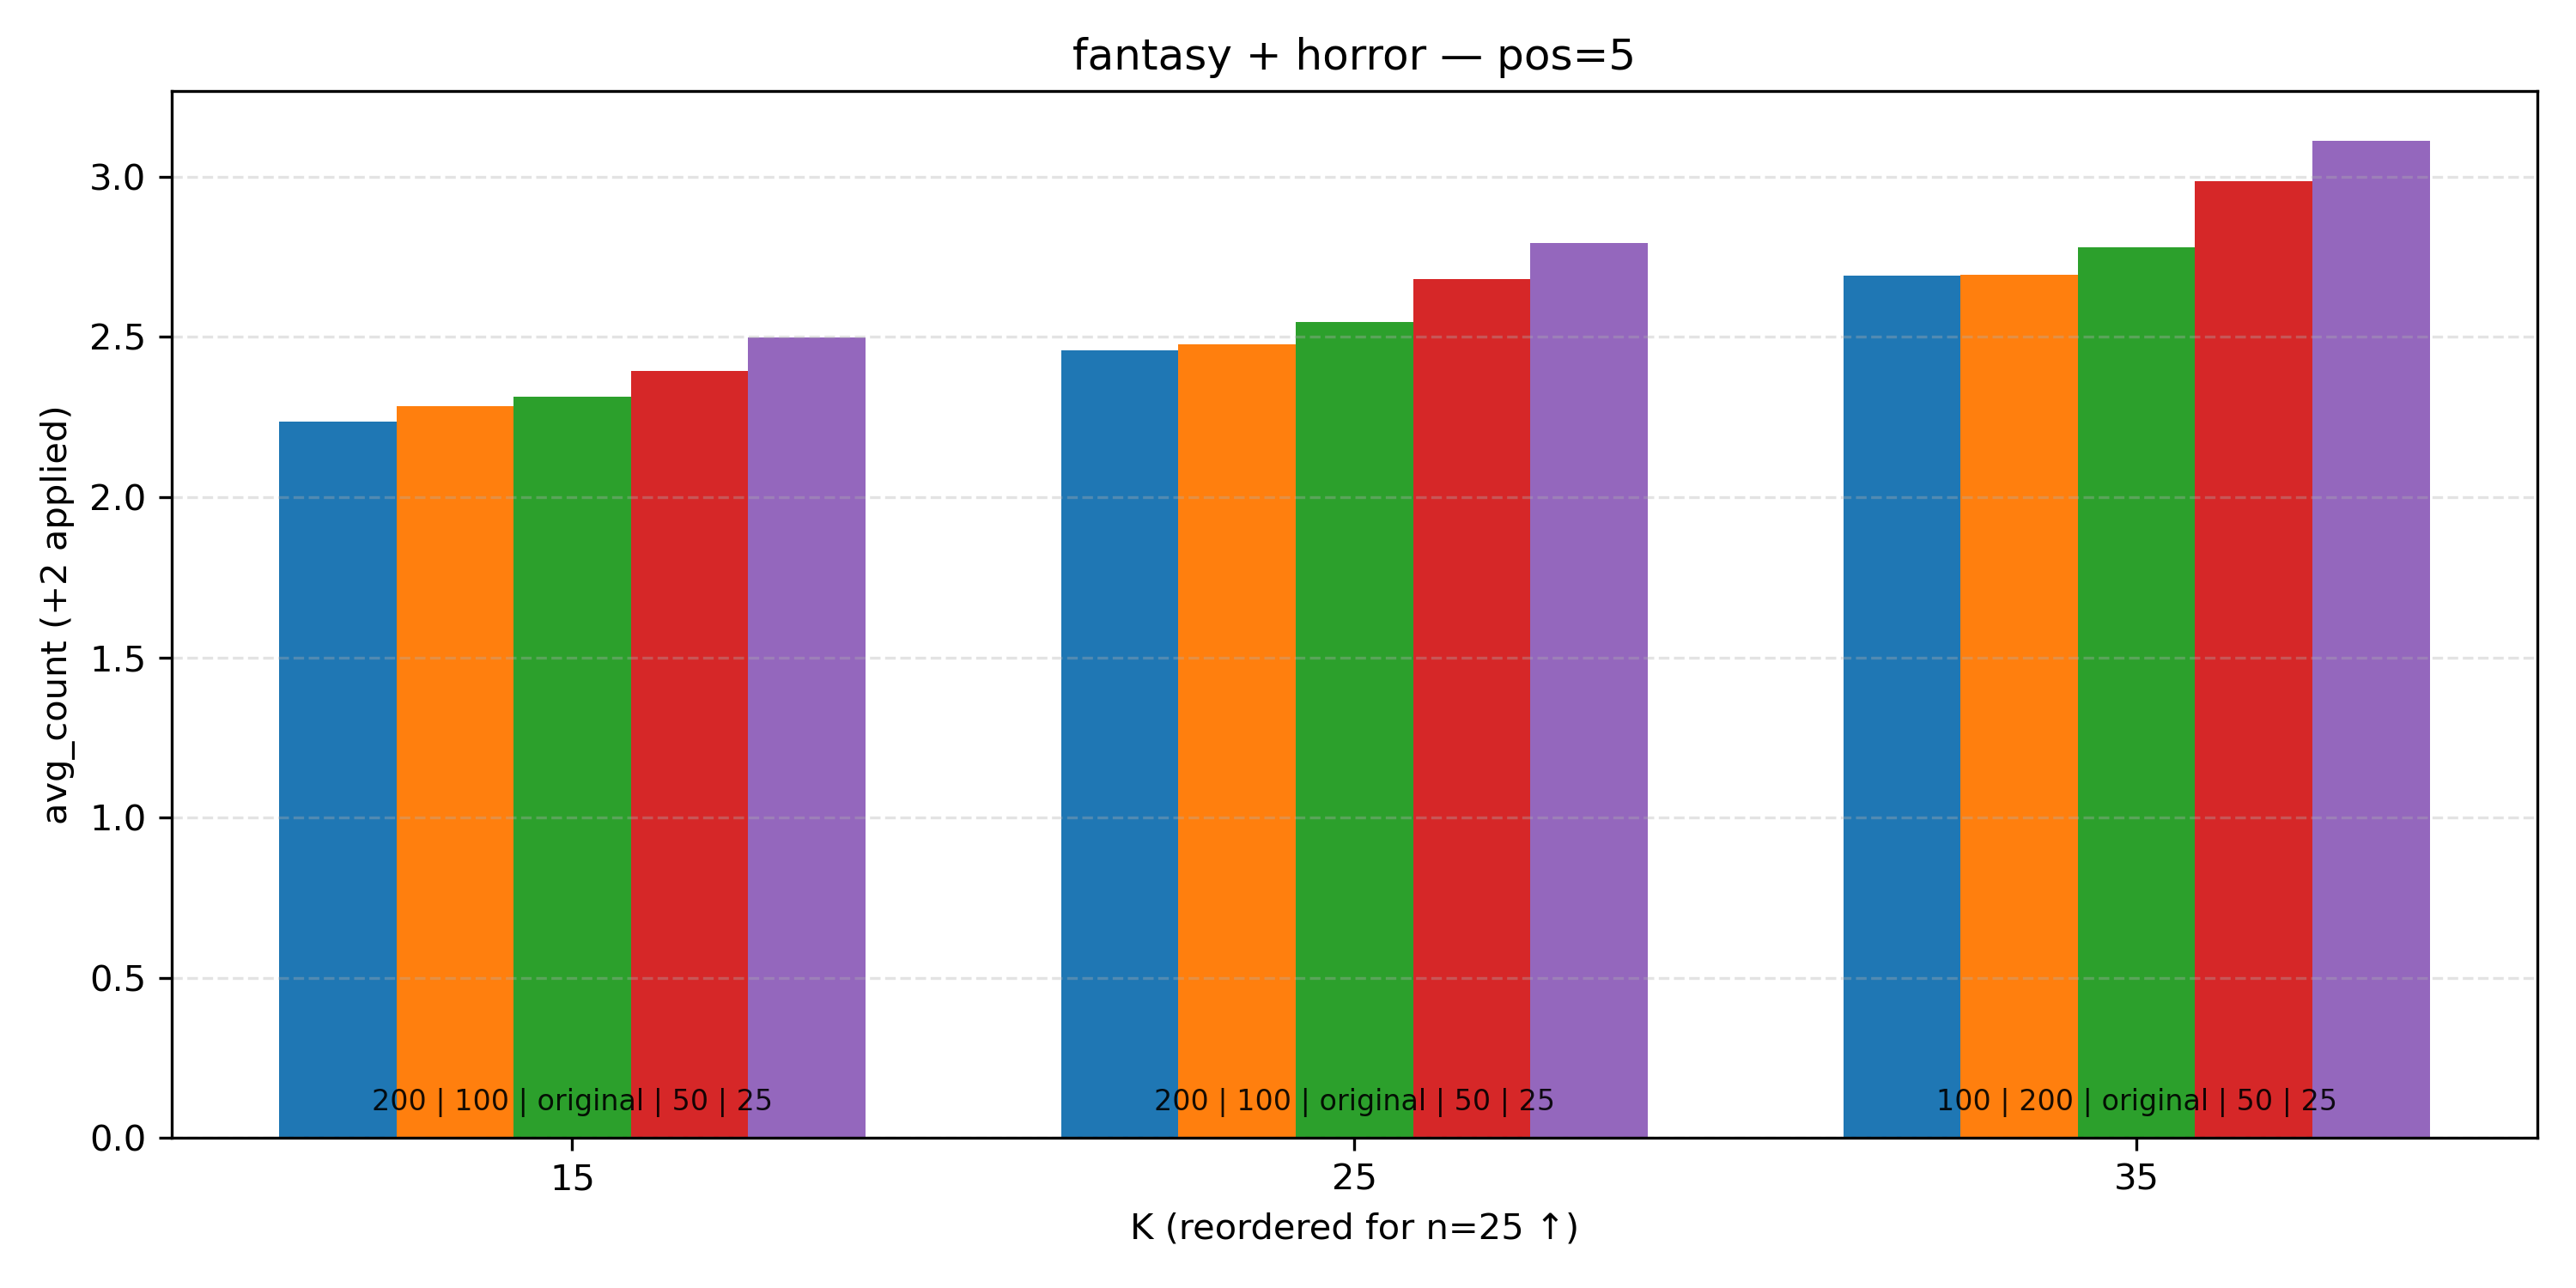 fantasy + horror — pos=5
avg_count (+2 applied)
3.0
2.5
2.0
1.5
1.0
0.5
0.0
200 | 100 | original | 50 | 25
200 | 100 | original | 50 | 25
100 | 200 | original | 50 | 25
15
25
35
K (reordered for n=25 ↑)